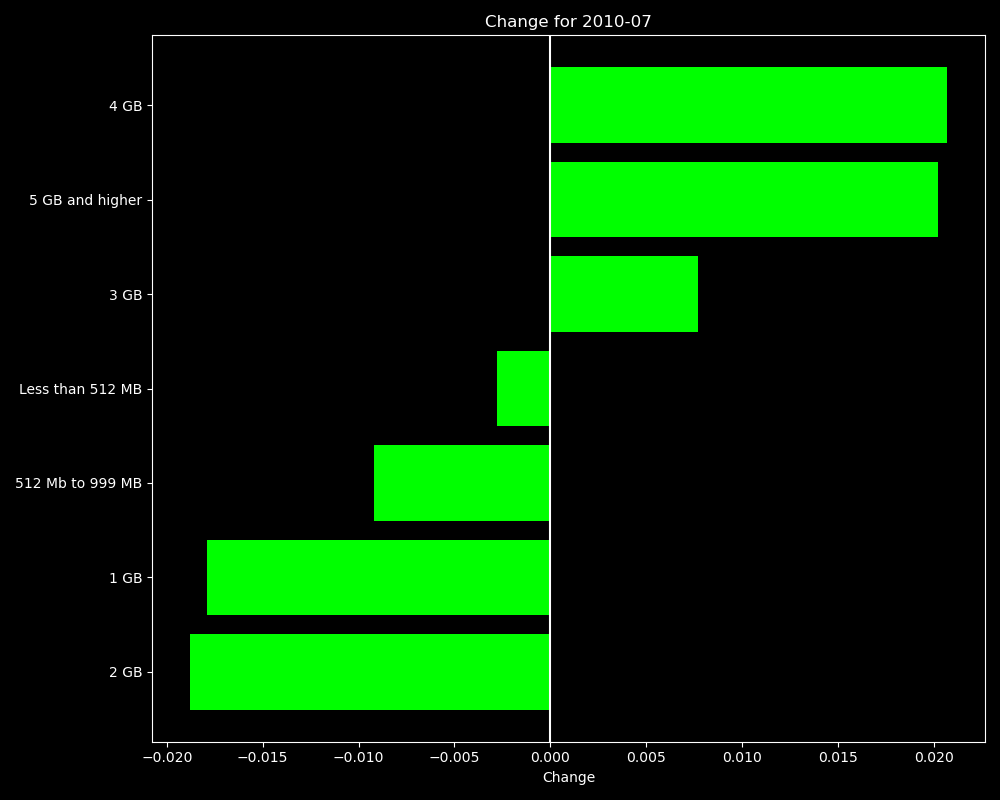 Change for 2010-07
4 GB
5 GB and higher
3 GB
Less than 512 MB
512 Mb to 999 MB
1 GB
2 GB
−0.020 −0.015 −0.010 −0.005 0.000 0.005 0.010 0.015 0.020
Change